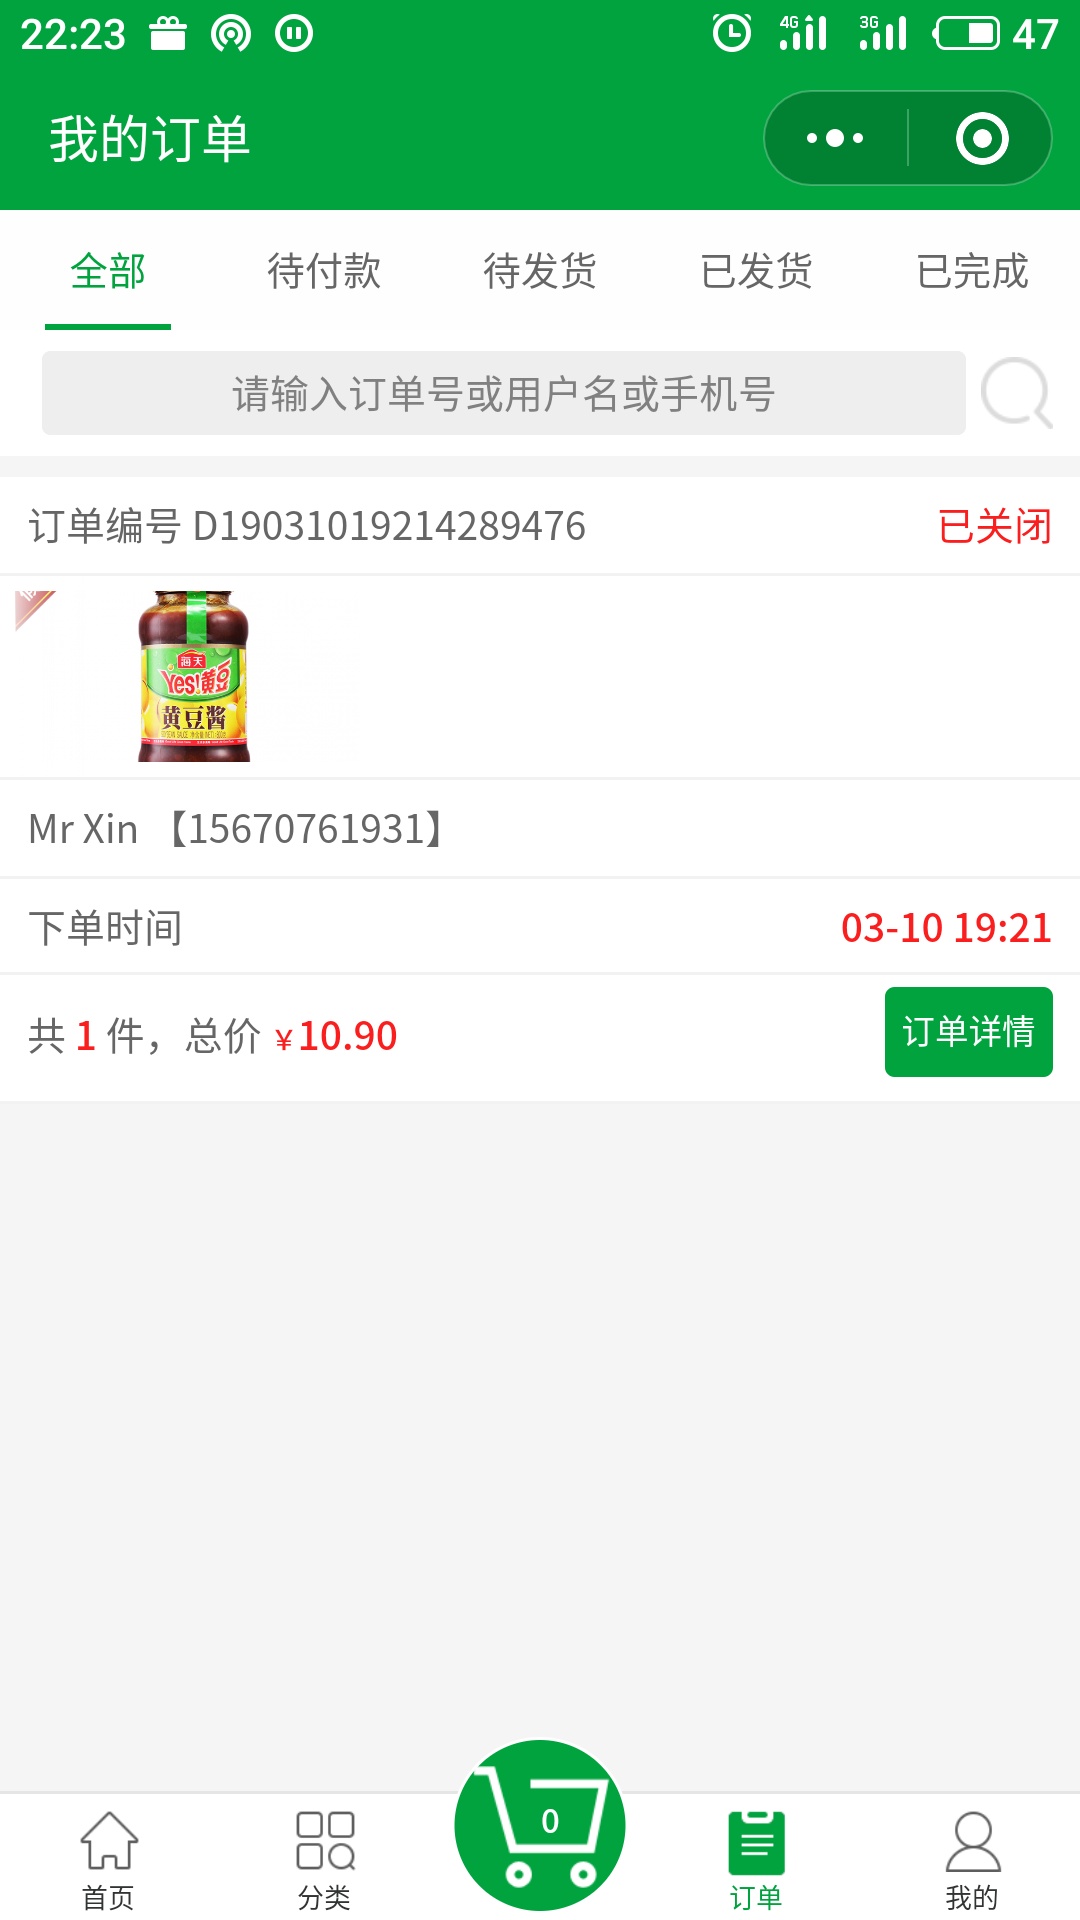 22:23
4G
3G
47
我的订单
全部
待付款
待发货
已发货
已完成
请输入订单号或用户名或手机号
订单编号 D19031019214289476
已关闭
海天
Yes!黄豆
黄豆酱
Mr Xin 【15670761931】
下单时间
03-10 19:21
共 1 件，总价 ¥10.90
订单详情
0
首页
分类
订单
我的